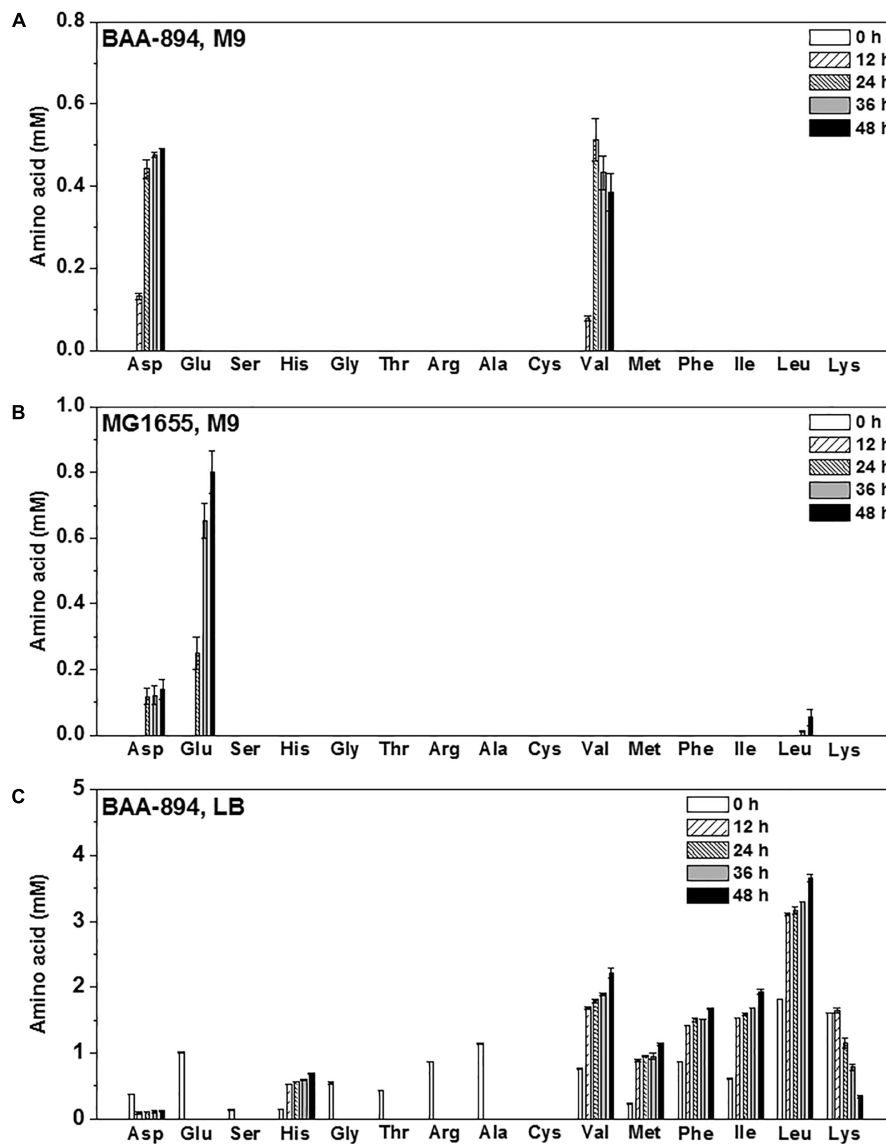 A
BAA-894, M9
0 h
12 h
24 h
36 h
48 h
Amino acid (mM)
0.8
0.6
0.4
0.2
0.0
Asp Glu Ser His Gly Thr Arg Ala Cys Val Met Phe Ile Leu Lys
B
MG1655, M9
0 h
12 h
24 h
36 h
48 h
Amino acid (mM)
1.0
0.8
0.6
0.4
0.2
0.0
Asp Glu Ser His Gly Thr Arg Ala Cys Val Met Phe Ile Leu Lys
C
BAA-894, LB
0 h
12 h
24 h
36 h
48 h
Amino acid (mM)
5
4
3
2
1
0
Asp Glu Ser His Gly Thr Arg Ala Cys Val Met Phe Ile Leu Lys